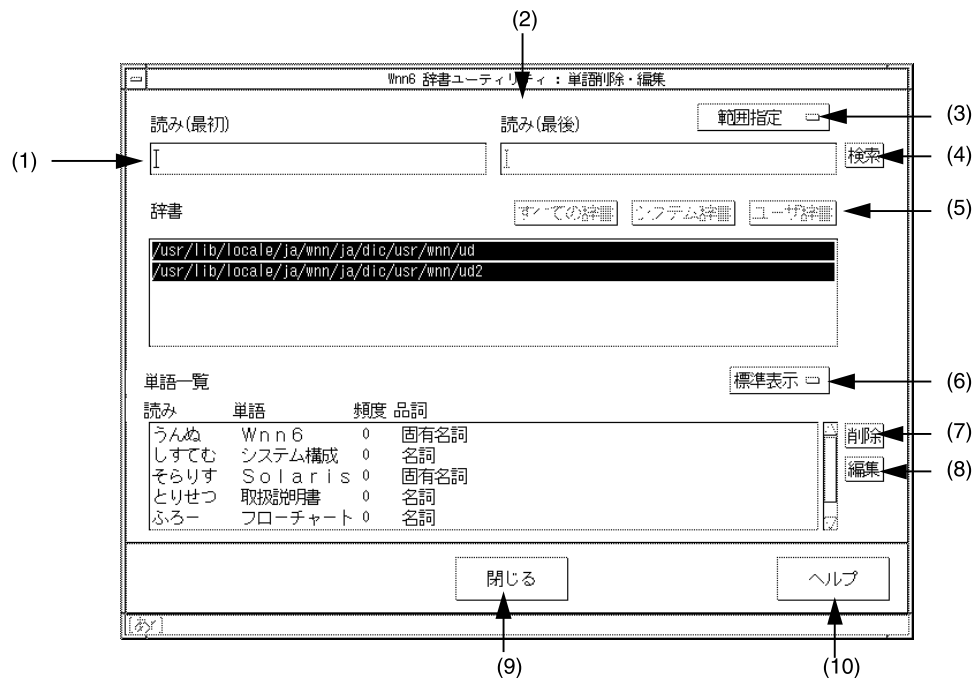 (2)
Wnn6 辞書ユーティリティ : 単語削除・編集
範囲指定 (3)
読み(最初) 読み(最後)
(1) 検索 (4)
辞書 すべての辞書 システム辞書 ユーザ辞書 (5)
/usr/lib/locale/ja/wnn/ja/dic/usr/wnn/ud
/usr/lib/locale/ja/wnn/ja/dic/usr/wnn/ud2
単語一覧 標準表示 (6)
読み 単語 頻度 品詞
うんぬ Ｗｎｎ６ 0 固有名詞 削除 (7)
しすてむ システム構成 0 名詞
そらりす Ｓｏｌａｒｉｓ 0 固有名詞 編集 (8)
とりせつ 取扱説明書 0 名詞
ふろー フローチャート 0 名詞
閉じる ヘルプ
[あr]
(9) (10)